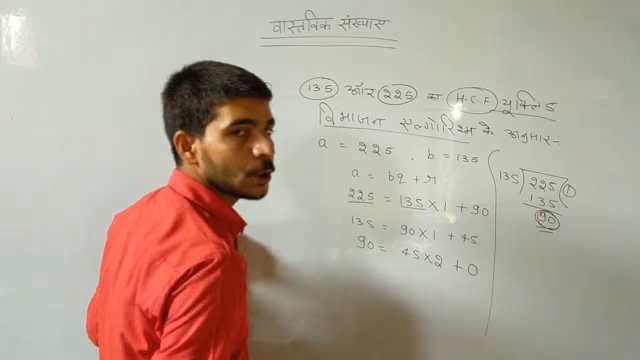 वास्तविक संख्याए
135 और 225 का H.C.F यूक्लिड
विभाजन एल्गोरिथ्म के अनुसार:-
a = 225 , b = 135
a = bq + r
225 = 135 × 1 + 90
135 = 90 × 1 + 45
90 = 45 × 2 + 0
135 225 1
135
90